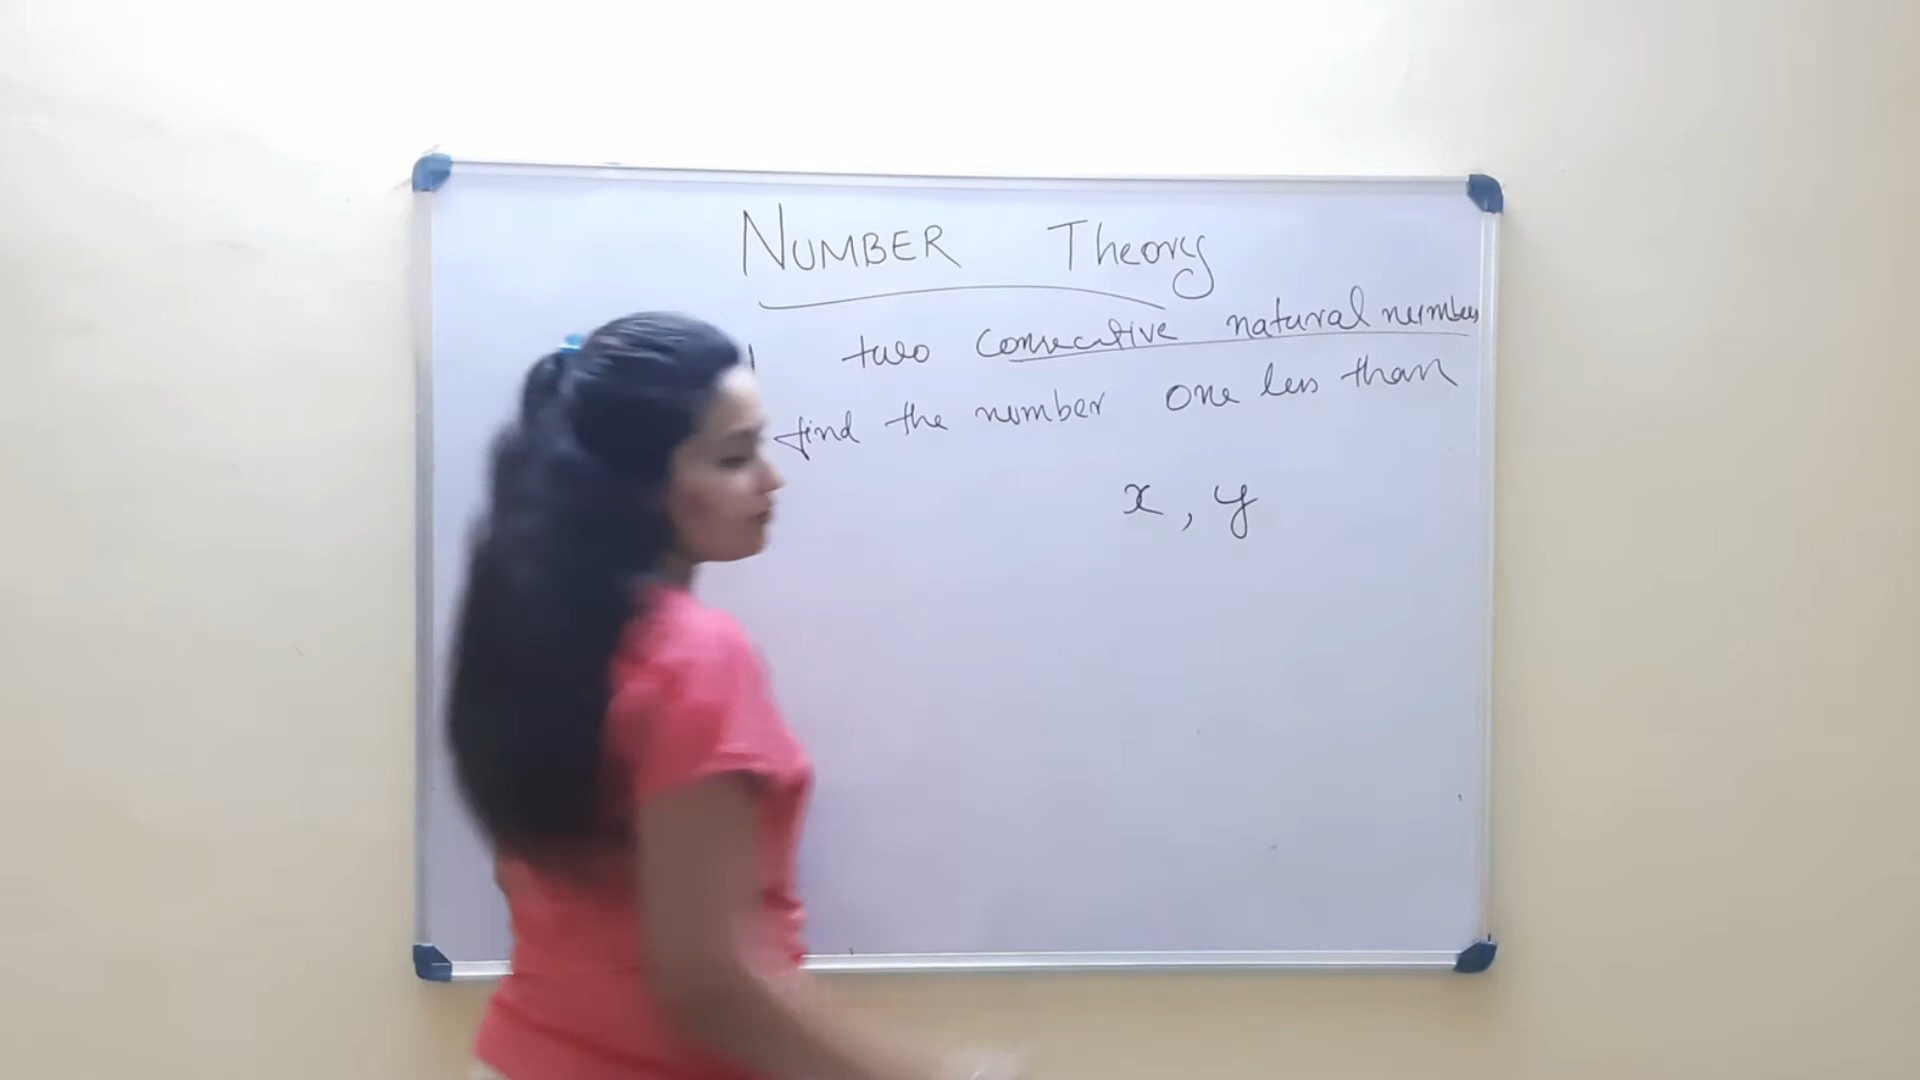 NUMBER Theory
two consecutive natural numbers
find the number one less than
x, y